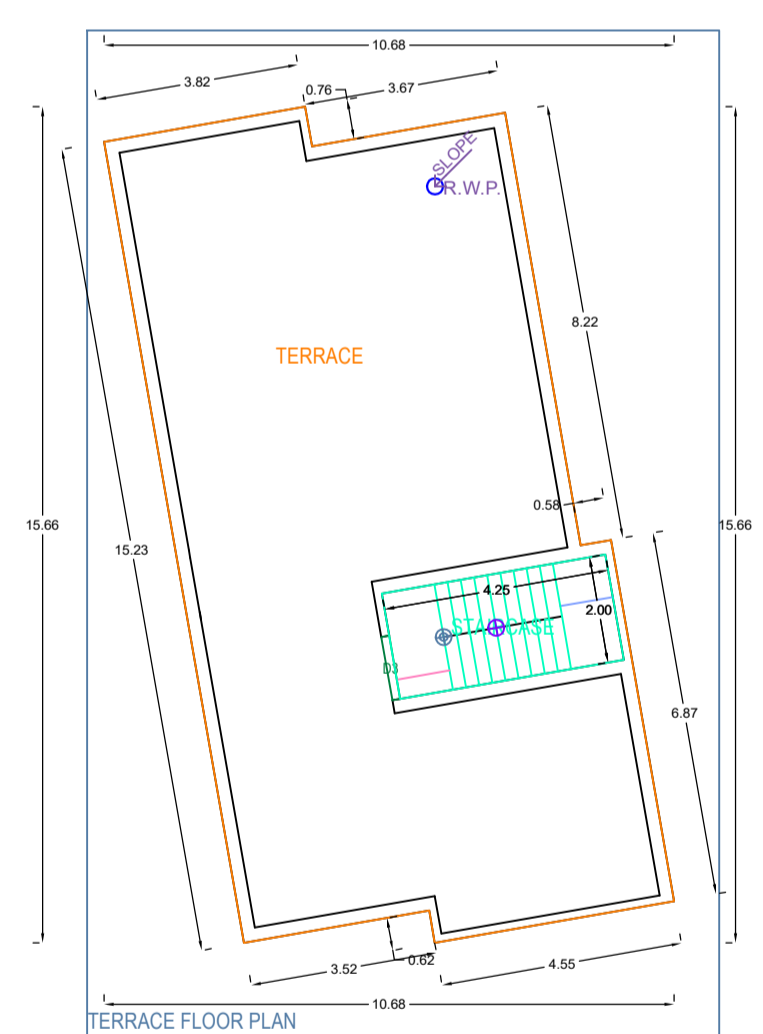 10.68
3.82
0.76
3.67
SLOPE
R.W.P.
8.22
TERRACE
0.58
15.66
15.66
15.23
4.25
2.00
STAIRCASE
D3
6.87
3.52
0.62
4.55
10.68
TERRACE FLOOR PLAN